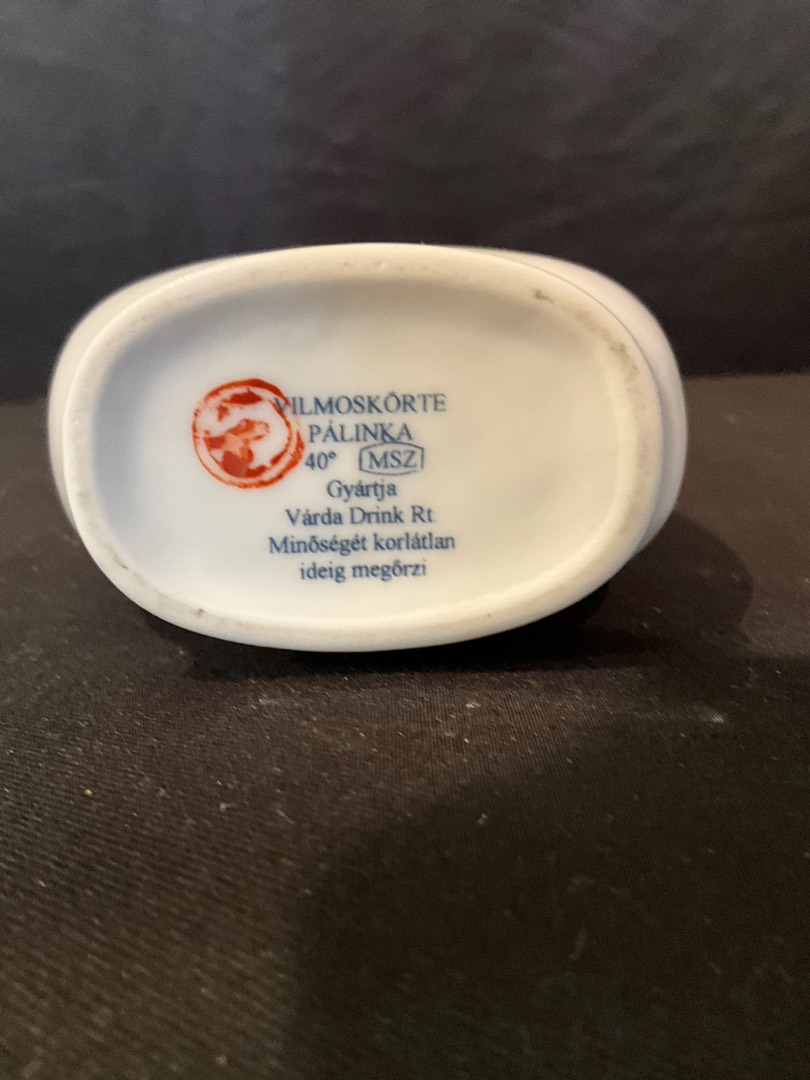 VILMOSKÖRTE
PÁLINKA
40° MSZ
Gyártja
Várda Drink Rt.
Minőségét korlátlan
ideig megőrzi